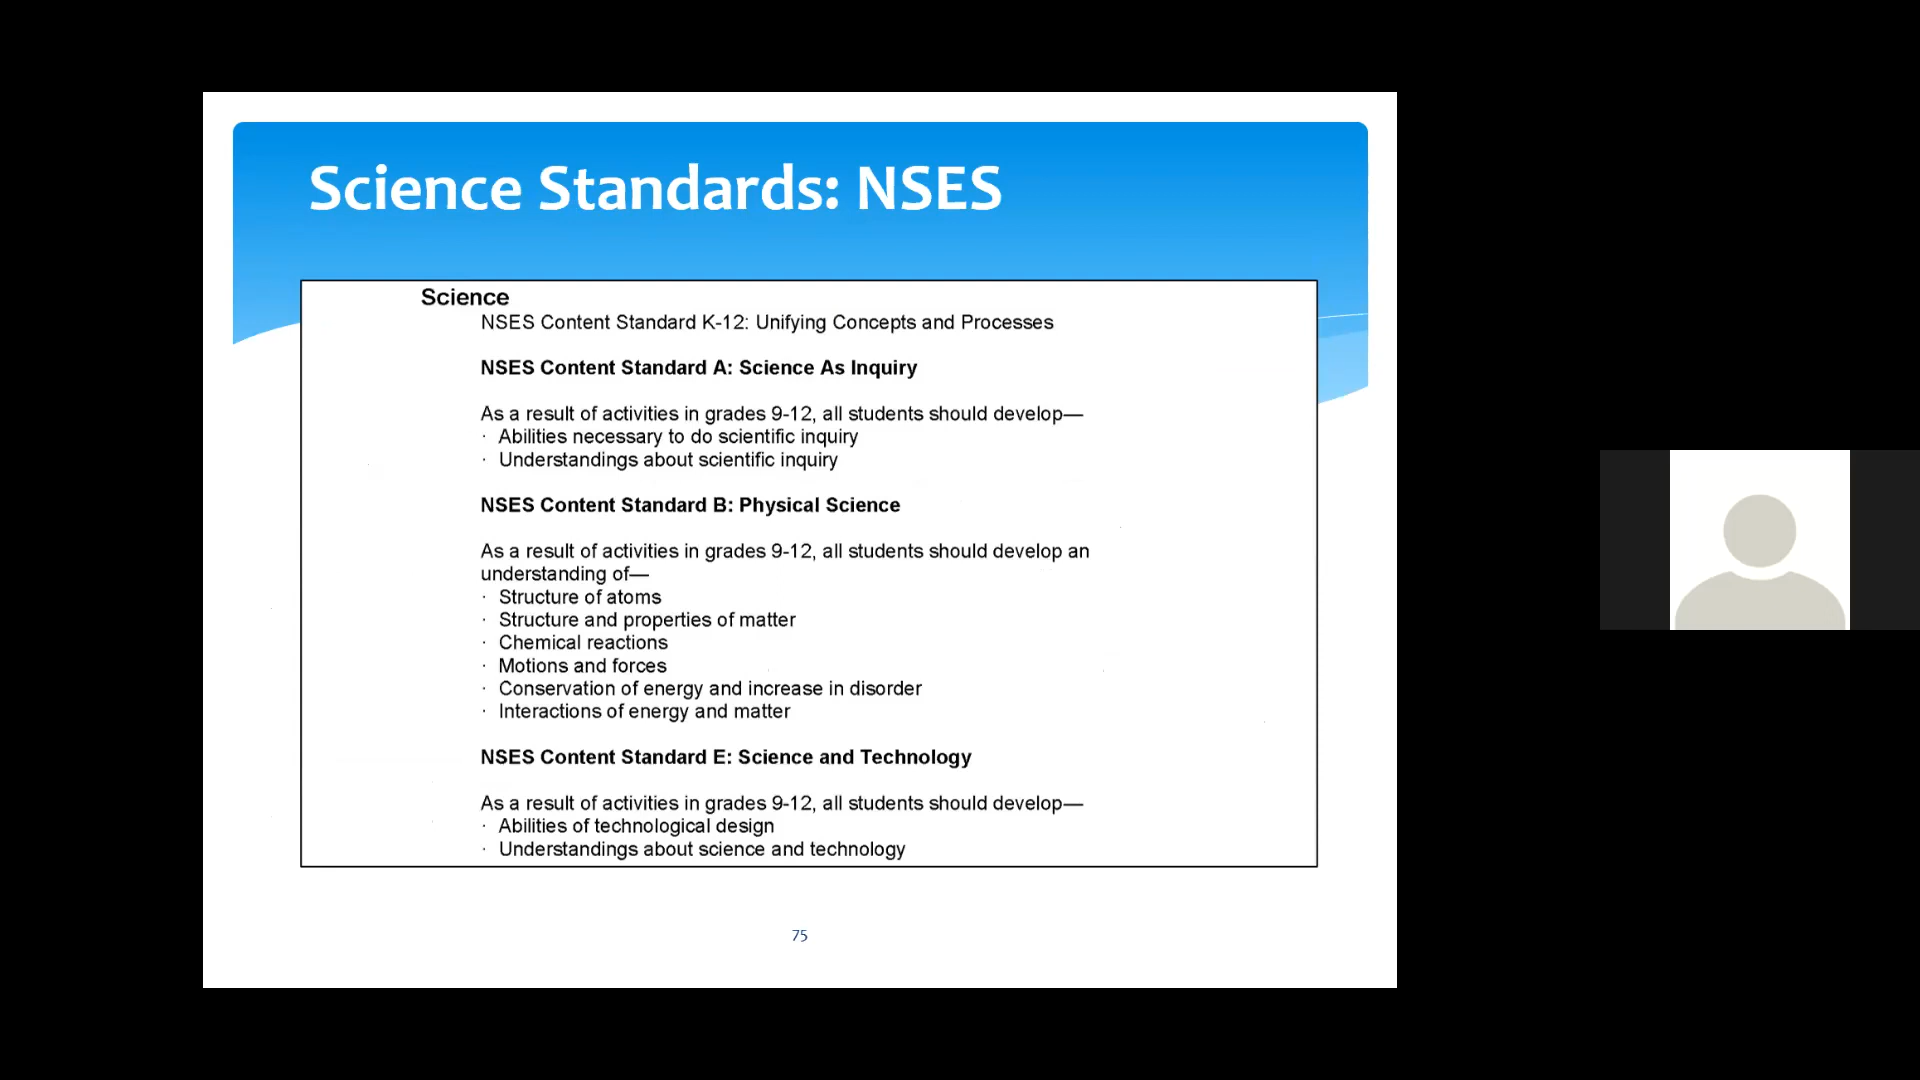 Science Standards: NSES
Science
NSES Content Standard K-12: Unifying Concepts and Processes
NSES Content Standard A: Science As Inquiry
As a result of activities in grades 9-12, all students should develop—
· Abilities necessary to do scientific inquiry
· Understandings about scientific inquiry
NSES Content Standard B: Physical Science
As a result of activities in grades 9-12, all students should develop an
understanding of—
· Structure of atoms
· Structure and properties of matter
· Chemical reactions
· Motions and forces
· Conservation of energy and increase in disorder
· Interactions of energy and matter
NSES Content Standard E: Science and Technology
As a result of activities in grades 9-12, all students should develop—
· Abilities of technological design
· Understandings about science and technology
75